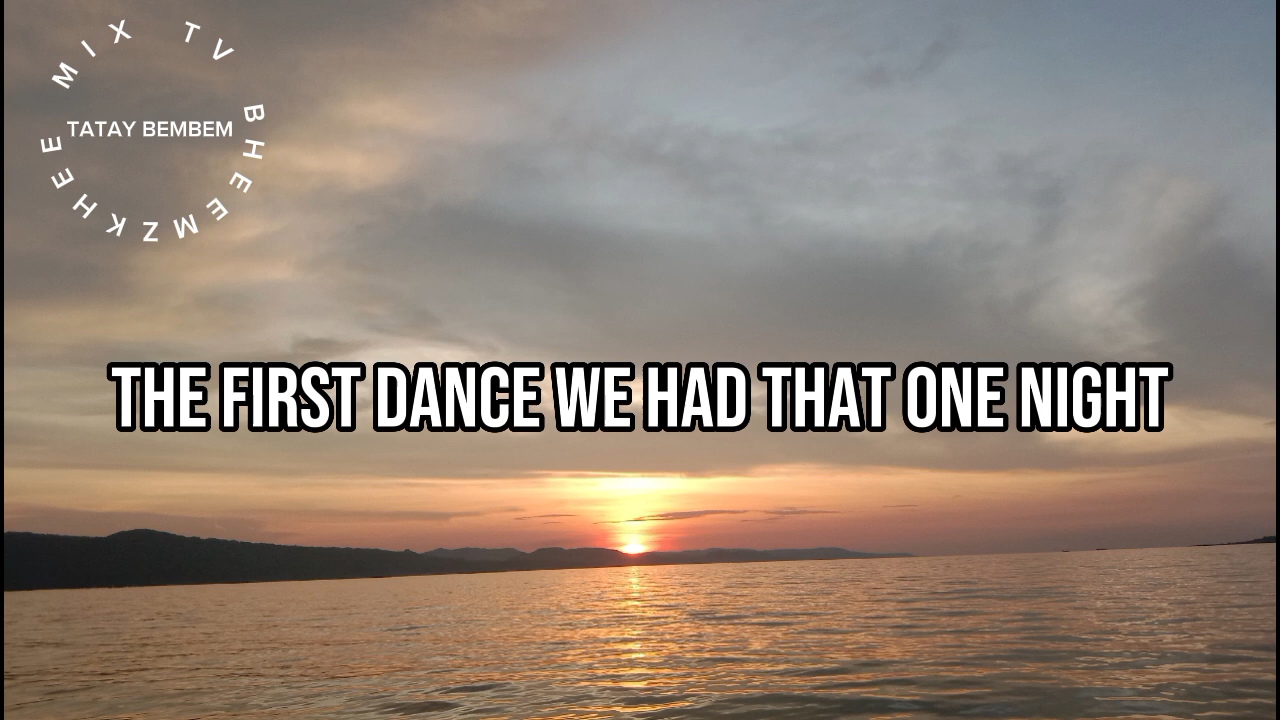 BHEEMZKHEE MIX TV
TATAY BEMBEM
THE FIRST DANCE WE HAD THAT ONE NIGHT